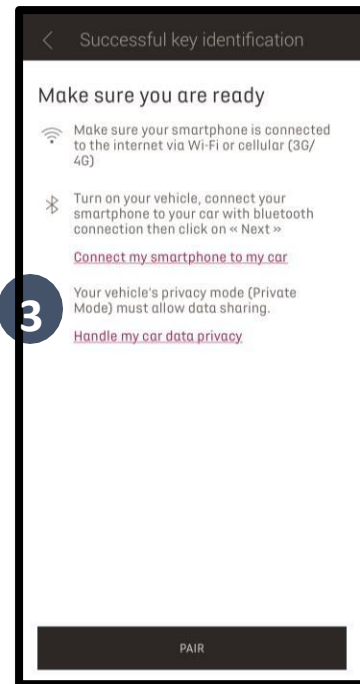 Successful key identification
Make sure you are ready
Make sure your smartphone is connected
to the internet via Wi-Fi or cellular (3G/
4G)
Turn on your vehicle, connect your
smartphone to your car with bluetooth
connection then click on « Next »
Connect my smartphone to my car
3
Your vehicle's privacy mode (Private
Mode) must allow data sharing.
Handle my car data privacy
PAIR